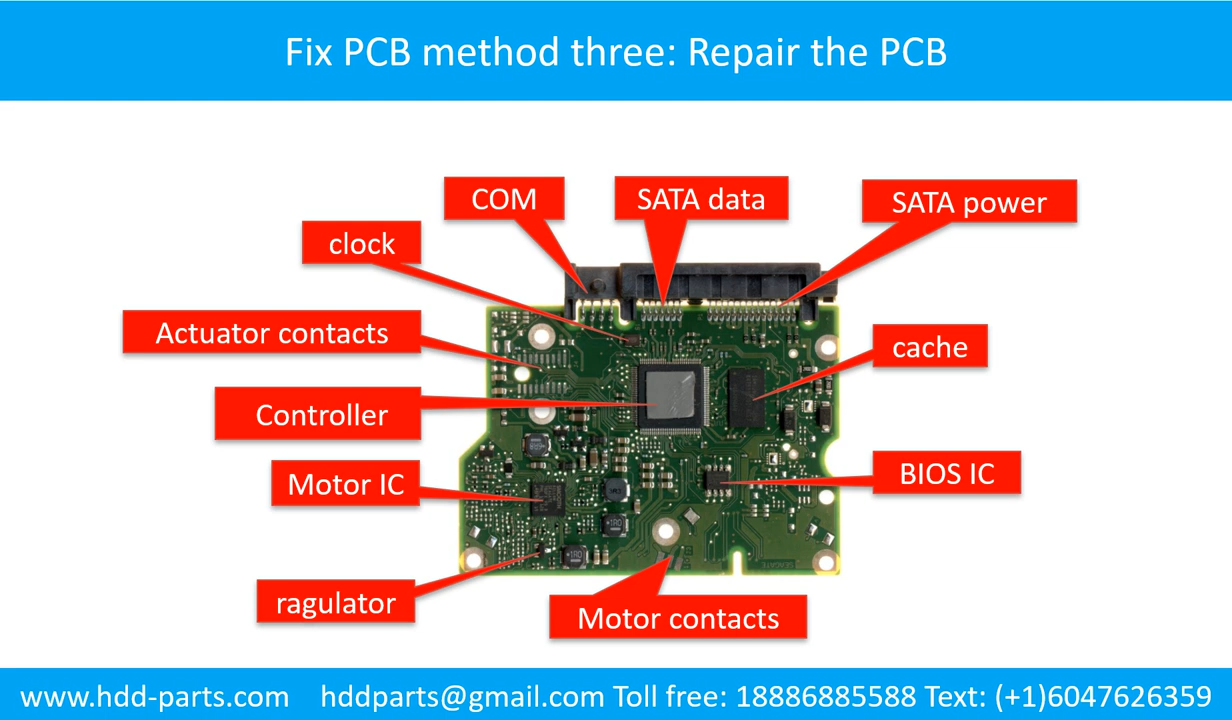 Fix PCB method three: Repair the PCB
COM
SATA data
SATA power
clock
Actuator contacts
cache
Controller
Motor IC
BIOS IC
ragulator
Motor contacts
SEAGATE
www.hdd-parts.com hddparts@gmail.com Toll free: 18886885588 Text: (+1)6047626359